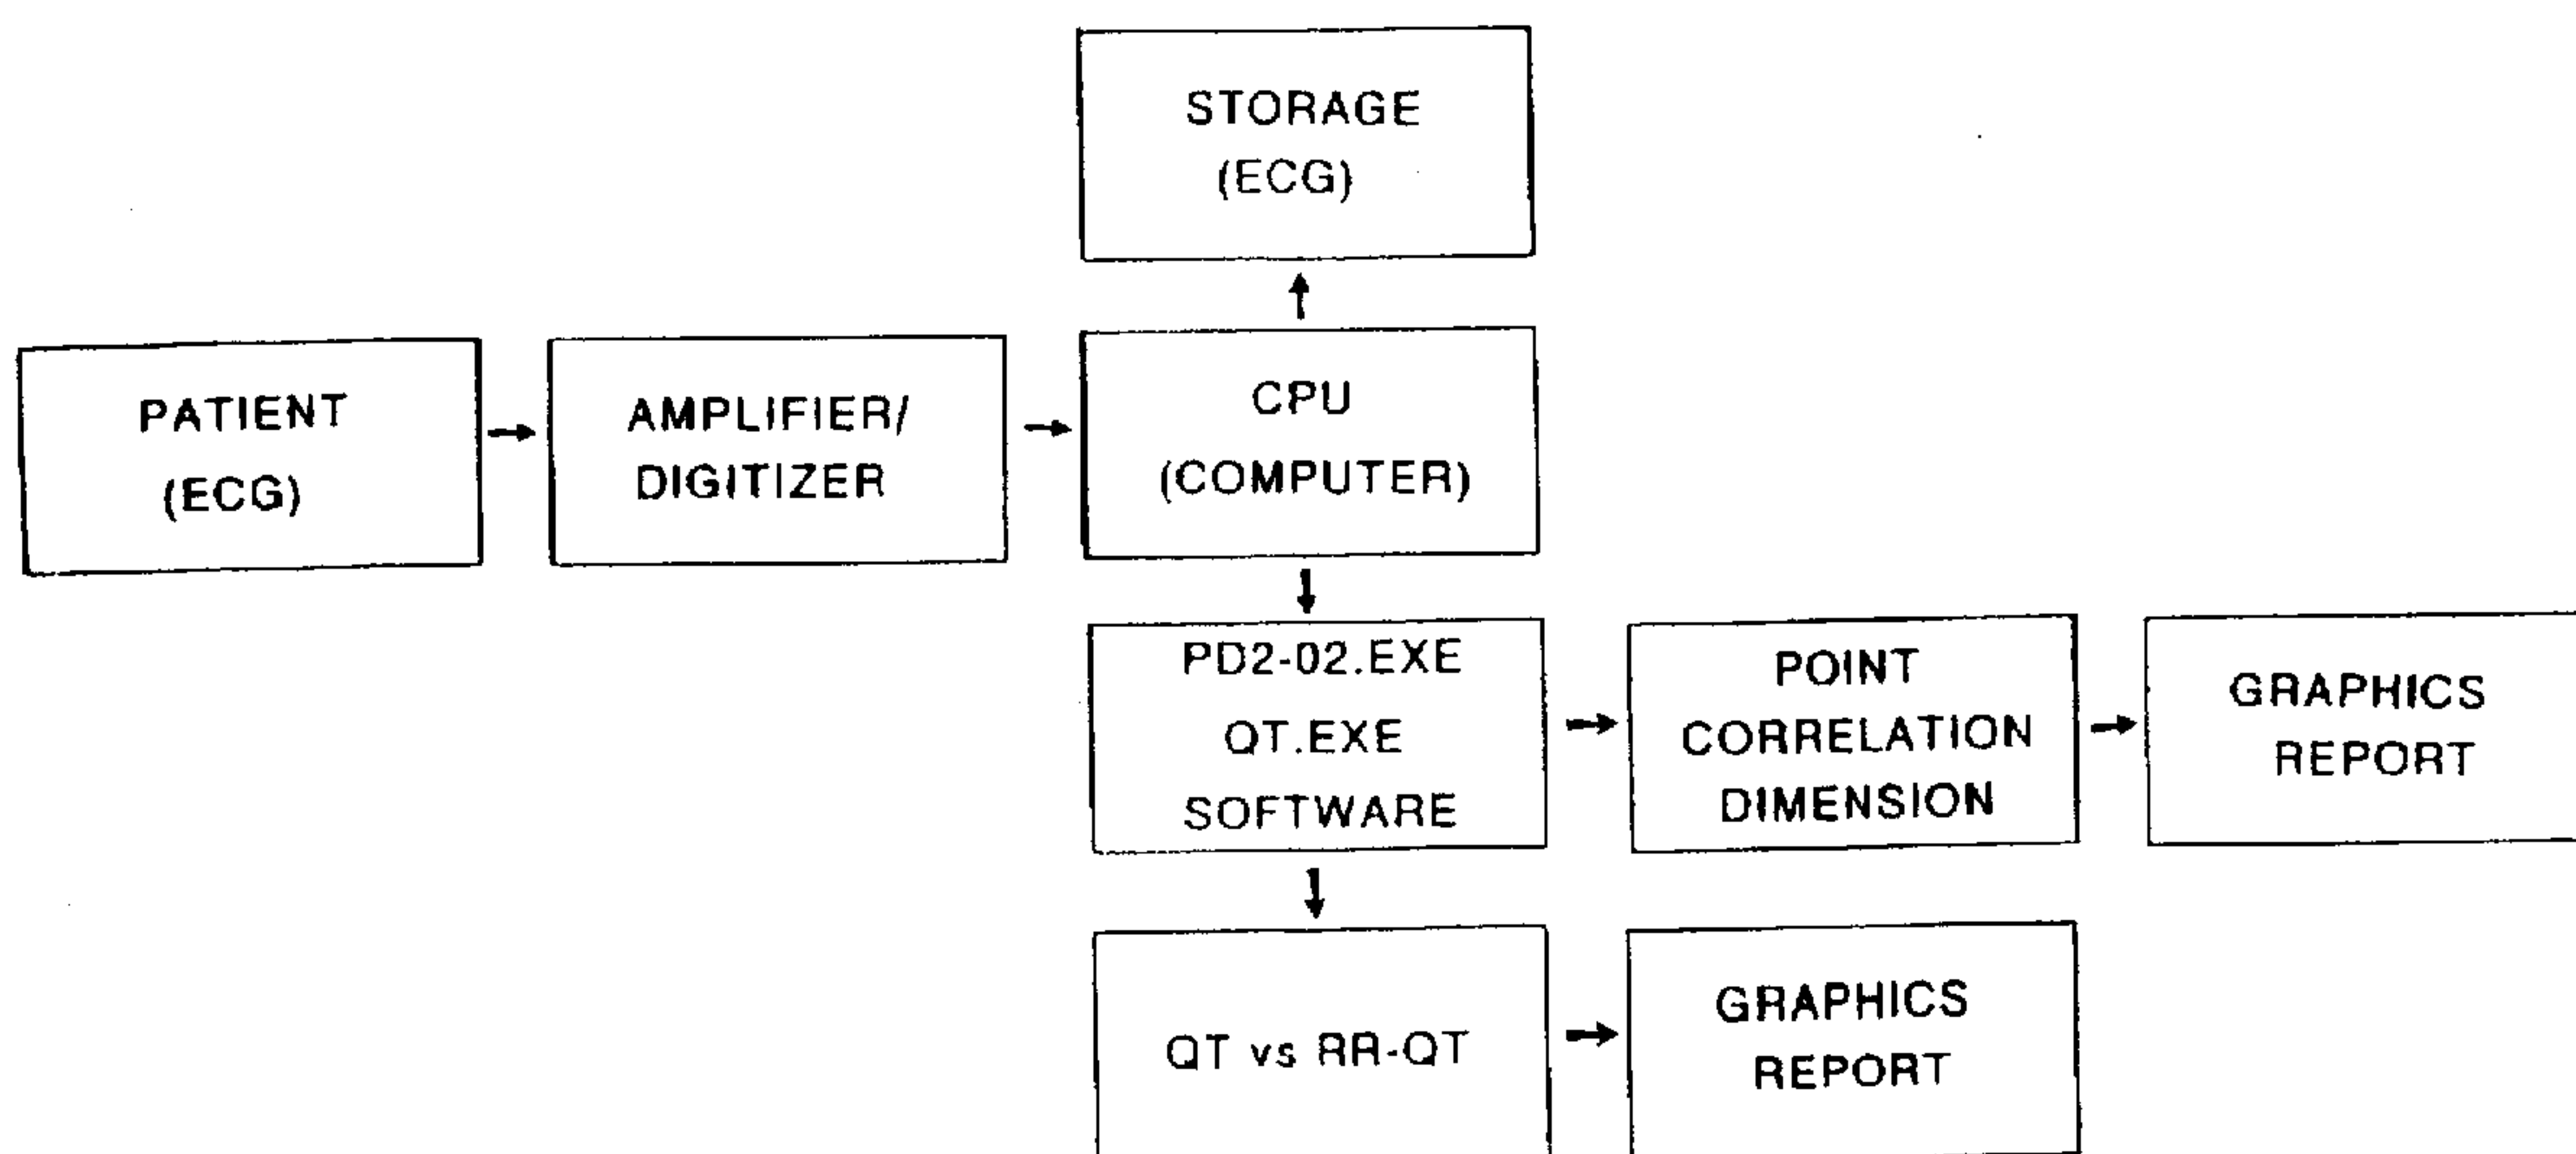 STORAGE
(ECG)
PATIENT
(ECG)
AMPLIFIER/
DIGITIZER
CPU
(COMPUTER)
PD2-02.EXE
QT.EXE
SOFTWARE
POINT
CORRELATION
DIMENSION
GRAPHICS
REPORT
QT vs RR-QT
GRAPHICS
REPORT